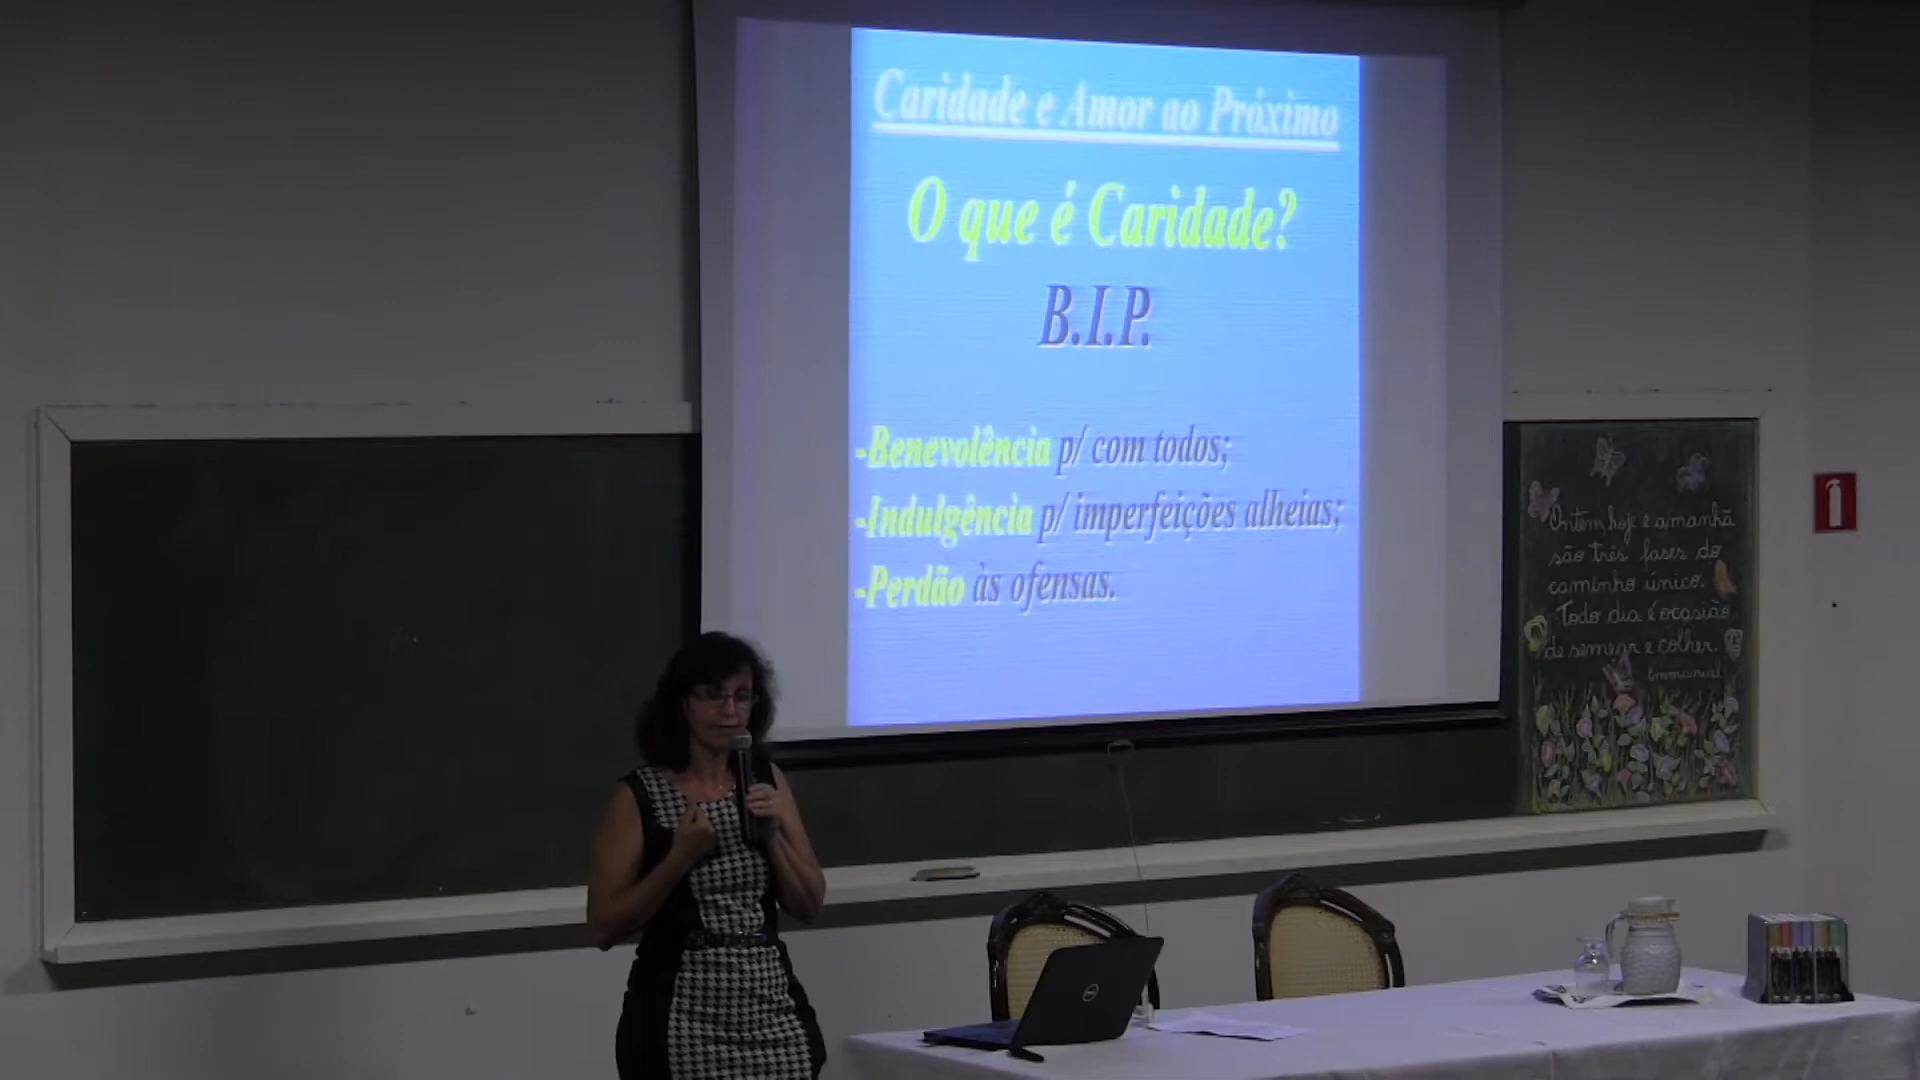 Caridade e Amor ao Próximo
O que é Caridade?
B.I.P.
-Benevolência p/ com todos;
-Indulgência p/ imperfeições alheias;
-Perdão às ofensas.
Ontem hoje e amanhã
são três fases do
caminho único.
Todo dia é ocasião
de semear e colher.
Emmanuel
DELL